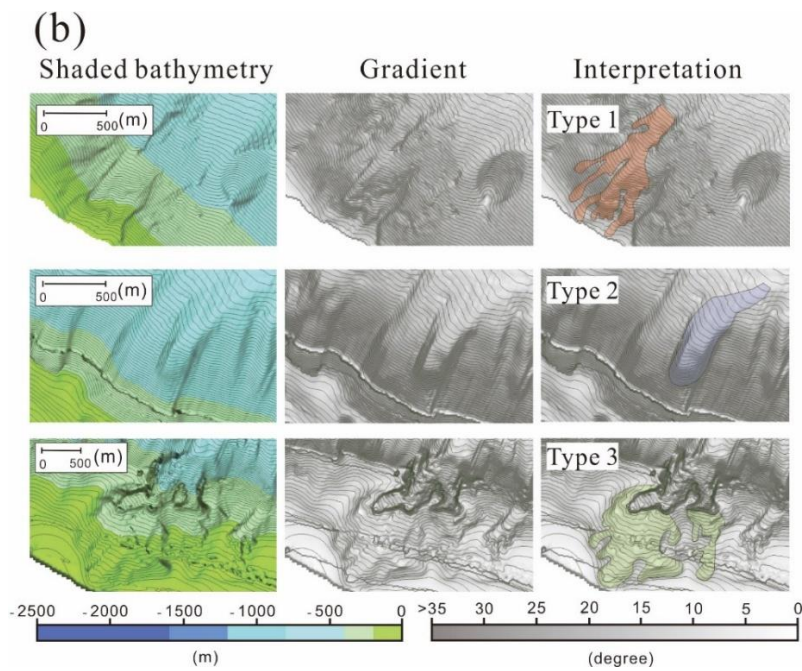 (b)
Shaded bathymetry Gradient Interpretation
0 500 (m)
Type 1
0 500 (m)
Type 2
0 500 (m)
Type 3
-2500 -2000 -1500 -1000 -500 0
(m)
>35 30 25 20 15 10 5 0
(degree)